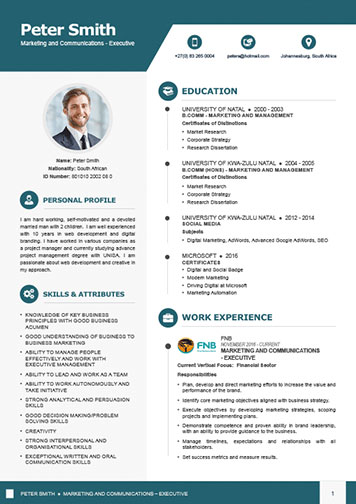 Peter Smith
Marketing and Communications - Executive
+27(0) 83 265 0004
peters@hotmail.com
Johannesburg, South Africa
Name: Peter Smith
Nationality: South African
ID Number: 801010 2002 08 0
PERSONAL PROFILE
I am hard working, self-motivated and a devoted
married man with 2 children. I am well experienced
with 10 years in web development and digital
branding. I have worked in various companies as
a project manager and currently studying advance
project management degree with UNISA. I am
passionate about web development and creative in
my approach.
SKILLS & ATTRIBUTES
• KNOWLEDGE OF KEY BUSINESS
PRINCIPLES WITH GOOD BUSINESS
ACUMEN
• GOOD UNDERSTANDING OF BUSINESS TO
BUSINESS MARKETING
• ABILITY TO MANAGE PEOPLE
EFFECTIVELY AND WORK WITH
EXECUTIVE MANAGEMENT
• ABILITY TO LEAD AND WORK AS A TEAM
• ABILITY TO WORK AUTONOMOUSLY AND
TAKE INITIATIVE
• STRONG ANALYTICAL AND PERSUASION
SKILLS
• GOOD DECISION MAKING/PROBLEM
SOLVING SKILLS
• CREATIVITY
• STRONG INTERPERSONAL AND
ORGANISATIONAL SKILLS
• EXCEPTIONAL WRITTEN AND ORAL
COMMUNICATION SKILLS
EDUCATION
UNIVERSITY OF NATAL ♦ 2000 - 2003
B.COMM - MARKETING AND MANAGEMENT
Certificates of Distinctions
• Market Research
• Corporate Strategy
• Research Dissertation
UNIVERSITY OF KWA-ZULU NATAL ♦ 2004 - 2005
B.COMM (HONS) - MARKETING AND MANAGEMENT
Certificates of Distinctions
• Market Research
• Corporate Strategy
• Research Dissertation
UNIVERSITY OF KWA-ZULU NATAL ♦ 2012 - 2014
SOCIAL MEDIA
Subjects
• Digital Marketing, AdWords, Advanced Google AdWords, SEO
MICROSOFT ♦ 2016
CERTIFICATES
• Digital and Social Badge
• Modern Marketing
• Driving Digital at Microsoft
• Marketing Automation
WORK EXPERIENCE
FNB
FNB
NOVEMBER 2016 - CURRENT
MARKETING AND COMMUNICATIONS
- EXECUTIVE
Current Vertical Focus: Financial Sector
Responsibilities
• Plan, develop and direct marketing efforts to increase the value and
performance of the brand.
• Identify core marketing objectives aligned with business strategy.
• Execute objectives by developing marketing strategies, scoping
projects and implementing plans.
• Demonstrate competence and proven ability in brand leadership,
with an ability to provide guidance to the business.
• Manage timelines, expectations and relationships with all
stakeholders.
• Set success metrics and measure results.
PETER SMITH ♦ MARKETING AND COMMUNICATIONS – EXECUTIVE
1